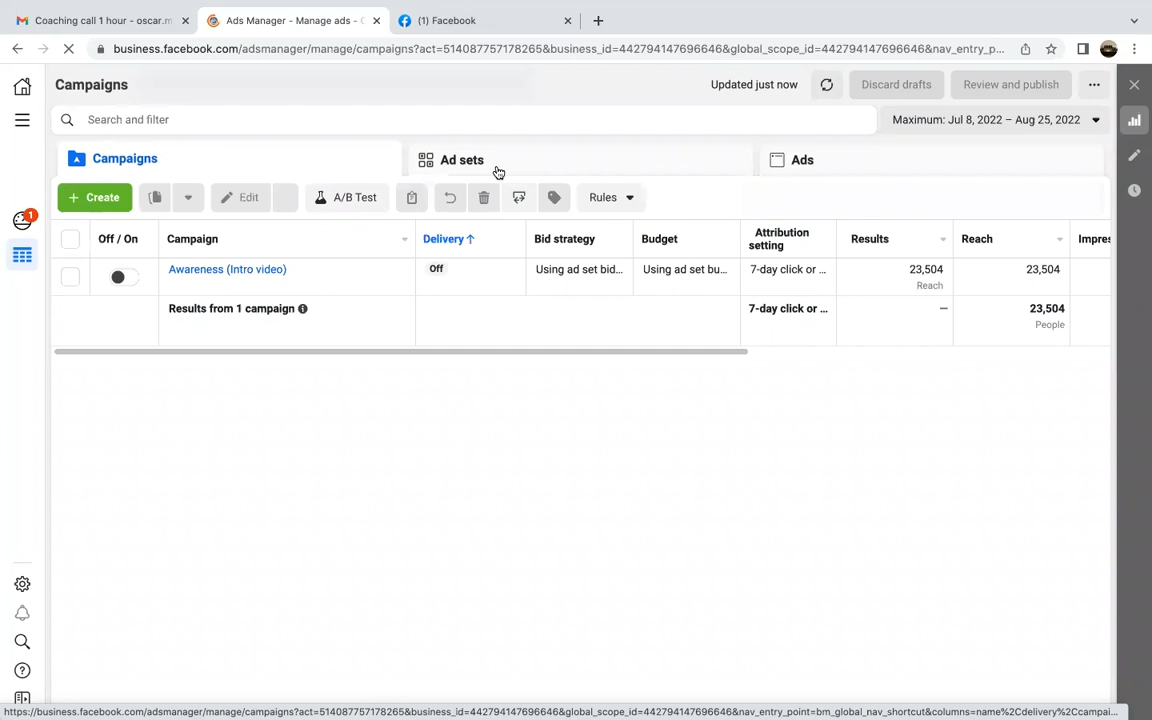 Coaching call 1 hour - oscar.m
Ads Manager - Manage ads - C
(1) Facebook
business.facebook.com/adsmanager/manage/campaigns?act=514087757178265&business_id=442794147696646&global_scope_id=442794147696646&nav_entry_p...
Campaigns
Updated just now
Discard drafts
Review and publish
Search and filter
Maximum: Jul 8, 2022 – Aug 25, 2022
Campaigns
Ad sets
Ads
+ Create
Edit
A/B Test
Rules
1
Off / On
Campaign
Delivery ↑
Bid strategy
Budget
Attribution
setting
Results
Reach
Impres
Awareness (Intro video)
Off
Using ad set bid...
Using ad set bu...
7-day click or ...
23,504
Reach
23,504
Results from 1 campaign
7-day click or ...
—
23,504
People
https://business.facebook.com/adsmanager/manage/campaigns?act=514087757178265&business_id=442794147696646&global_scope_id=442794147696646&nav_entry_point=bm_global_nav_shortcut&columns=name%2Cdelivery%2Ccampai...